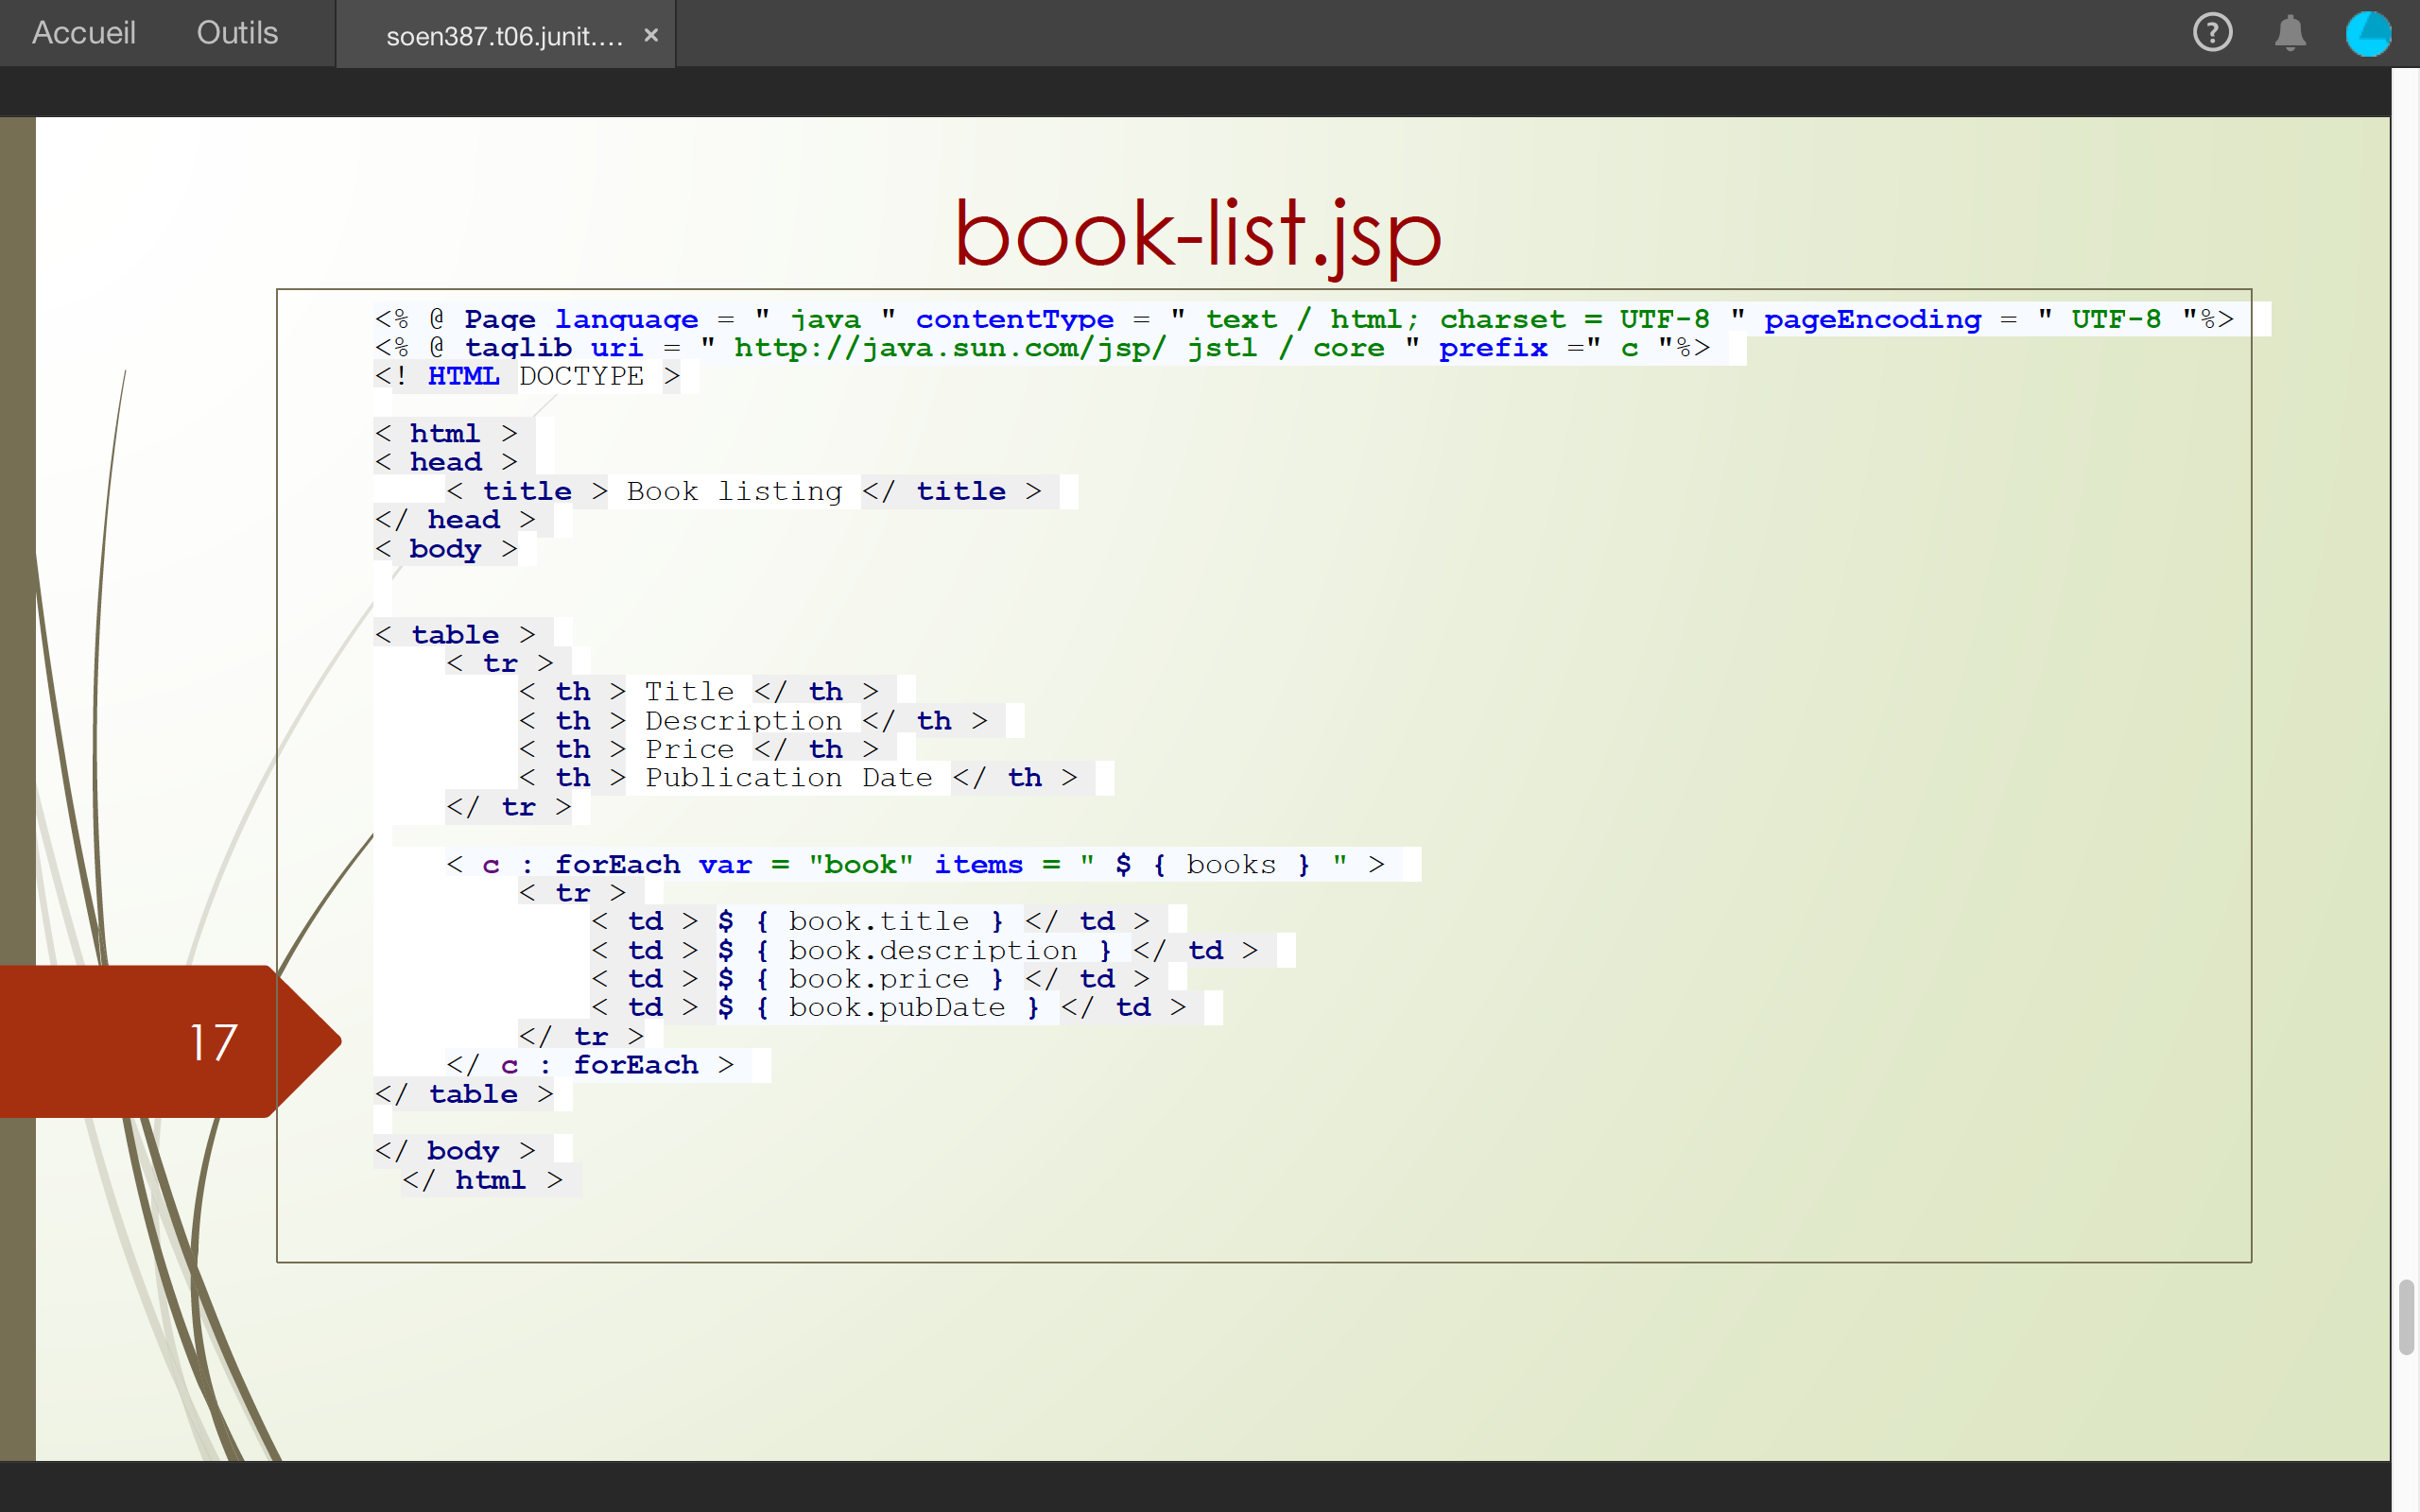 Accueil Outils soen387.t06.junit.... ×
?
book-list.jsp
<% @ Page language = " java " contentType = " text / html; charset = UTF-8 " pageEncoding = " UTF-8 "%>
<% @ taglib uri = " http://java.sun.com/jsp/ jstl / core " prefix =" c "%>
<! HTML DOCTYPE >
< html >
< head >
< title > Book listing </ title >
</ head >
< body >
< table >
< tr >
< th > Title </ th >
< th > Description </ th >
< th > Price </ th >
< th > Publication Date </ th >
</ tr >
< c : forEach var = "book" items = " $ { books } " >
< tr >
< td > $ { book.title } </ td >
< td > $ { book.description } </ td >
< td > $ { book.price } </ td >
< td > $ { book.pubDate } </ td >
</ tr >
</ c : forEach >
</ table >
</ body >
</ html >
17